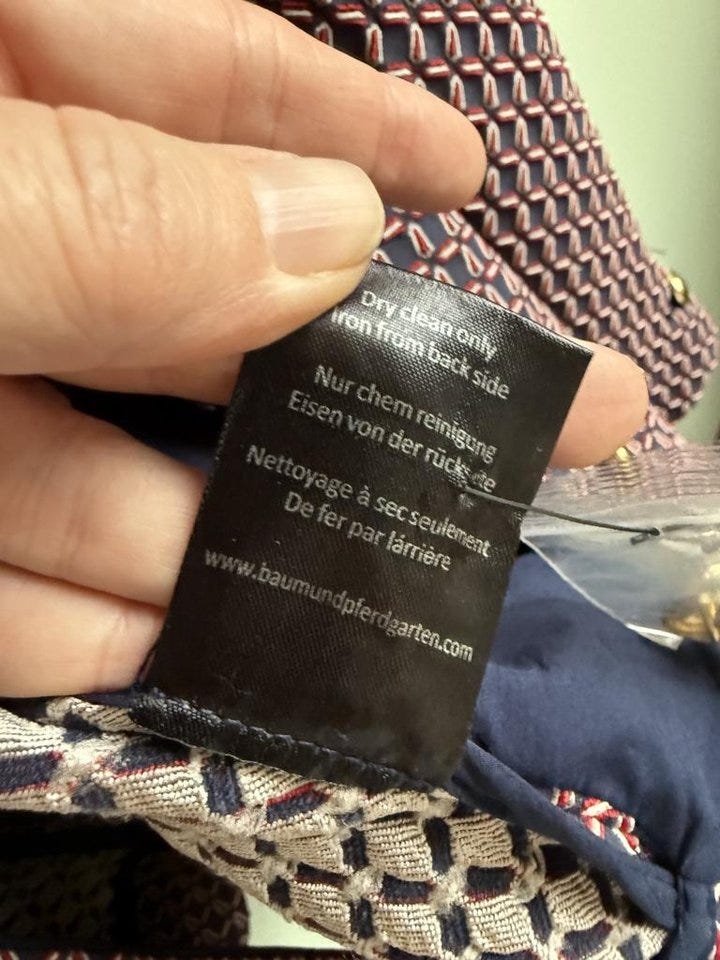 Dry clean only
Iron from back side
Nur chem reinigung
Eisen von der
Nettoyage à sec seulement
De fer par lárrière
www.baumundpferdgarten.com